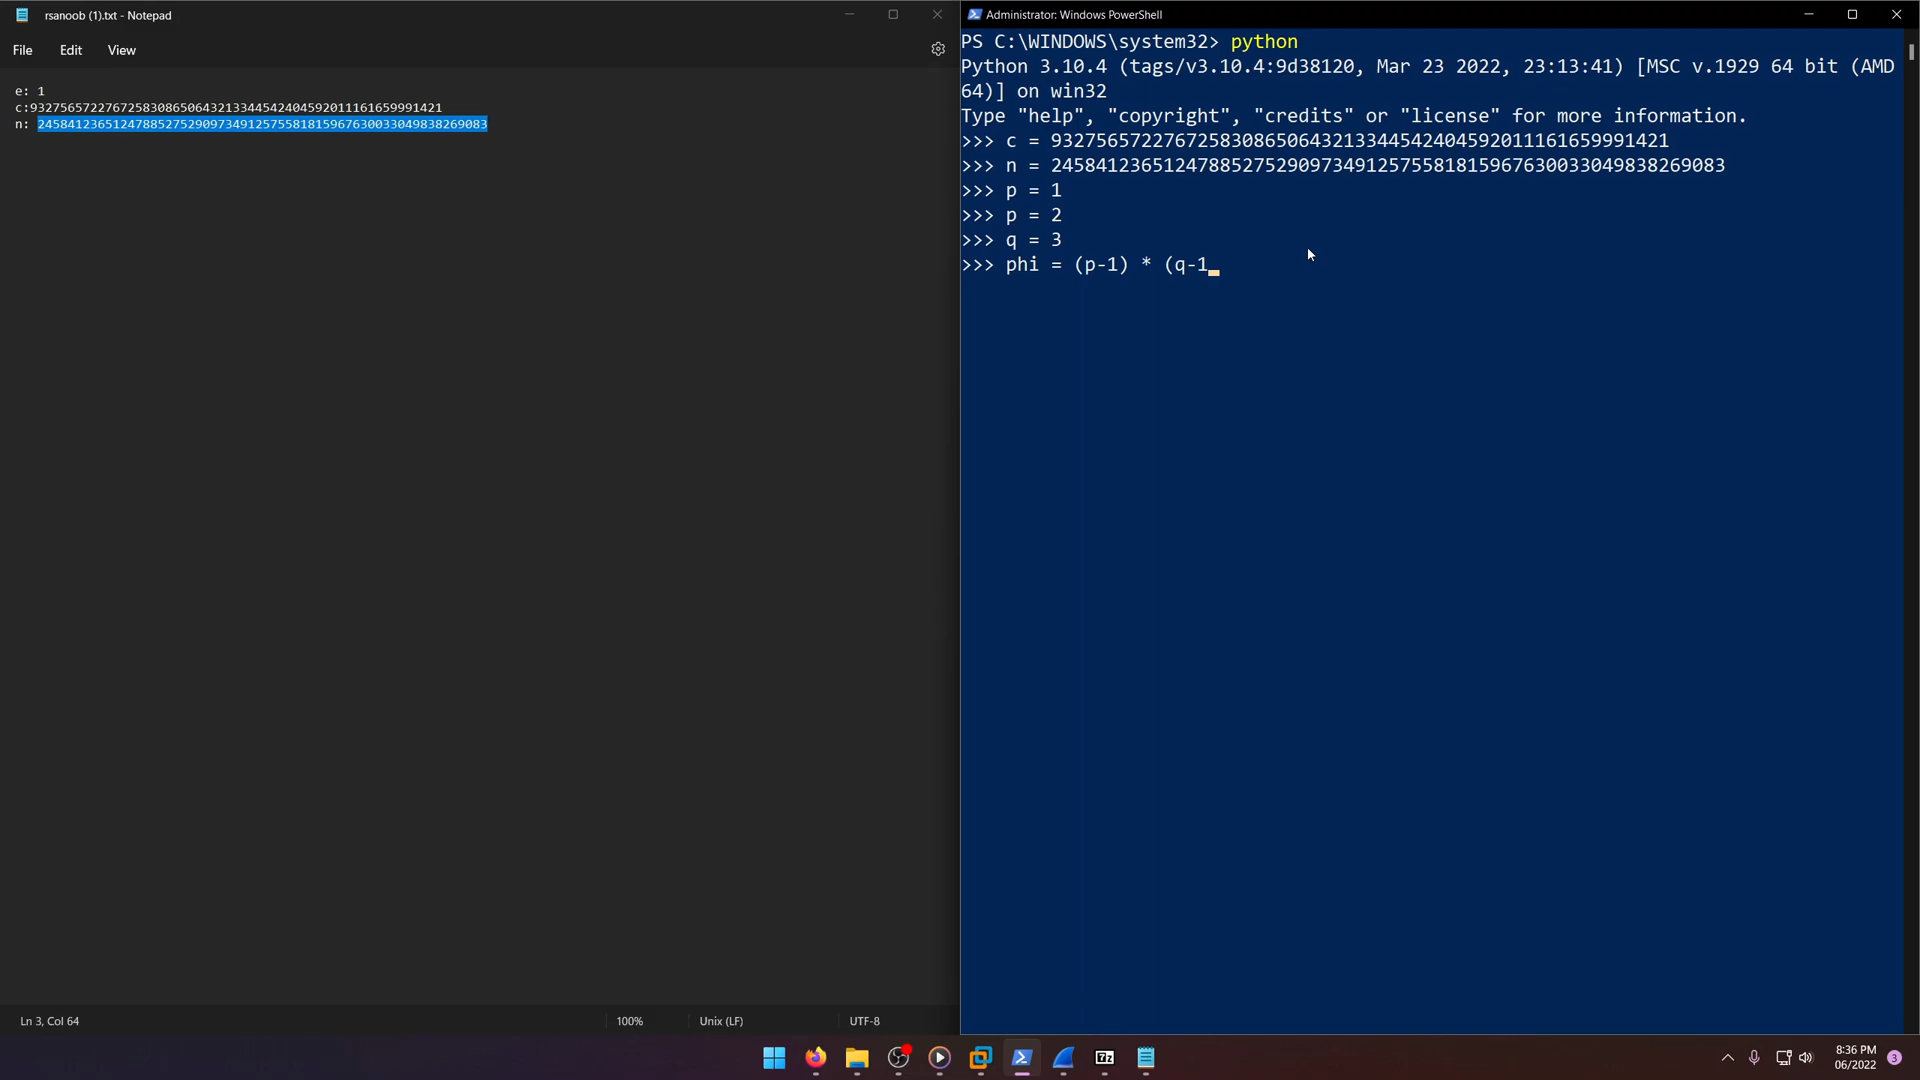 rsanoob (1).txt - Notepad
File Edit View
e: 1
c:9327565722767258308650643213344542404592011161659991421
n: 245841236512478852752909734912575581815967630033049838269083
Ln 3, Col 64
100%
Unix (LF)
UTF-8
Administrator: Windows PowerShell
PS C:\WINDOWS\system32> python
Python 3.10.4 (tags/v3.10.4:9d38120, Mar 23 2022, 23:13:41) [MSC v.1929 64 bit (AMD
64)] on win32
Type "help", "copyright", "credits" or "license" for more information.
>>> c = 9327565722767258308650643213344542404592011161659991421
>>> n = 245841236512478852752909734912575581815967630033049838269083
>>> p = 1
>>> p = 2
>>> q = 3
>>> phi = (p-1) * (q-1
7z
8:36 PM
06/2022
3